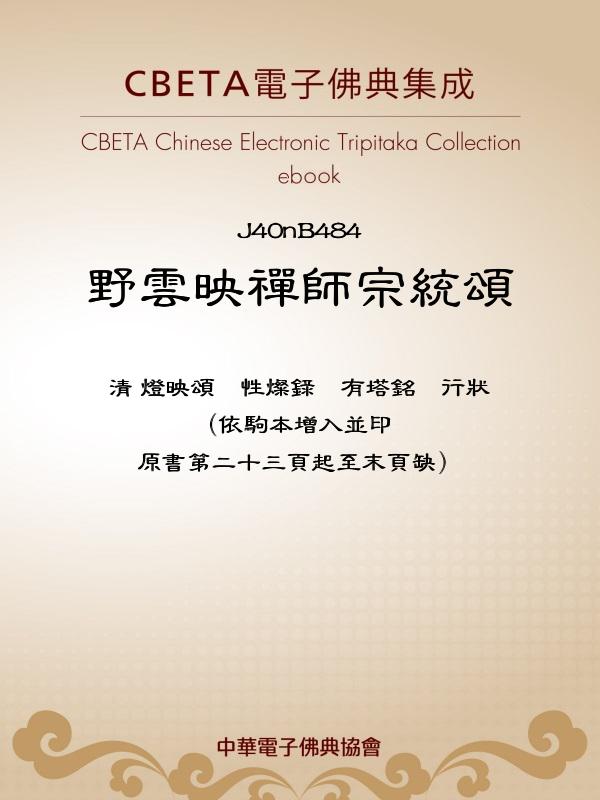 CBETA電子佛典集成
CBETA Chinese Electronic Tripitaka Collection
ebook
J40nB484
野雲映禪師宗統頌
清 燈映頌　性燦錄　有塔銘　行狀
(依駒本增入並印
原書第二十三頁起至末頁缺)
中華電子佛典協會